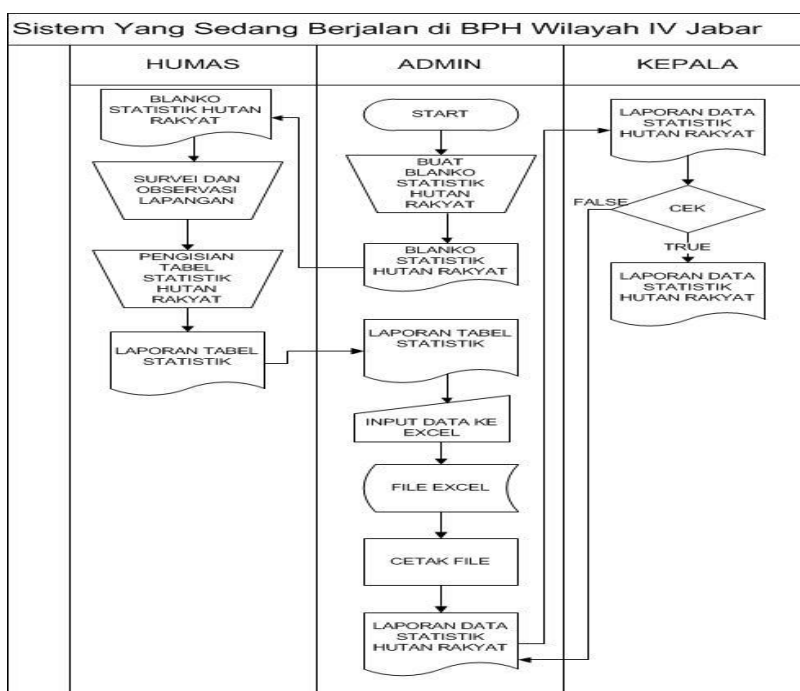 Sistem Yang Sedang Berjalan di BPH Wilayah IV Jabar
HUMAS
ADMIN
KEPALA
BLANKO
STATISTIK HUTAN
RAKYAT
SURVEI DAN
OBSERVASI
LAPANGAN
PENGISIAN
TABEL
STATISTIK
HUTAN
RAKYAT
LAPORAN TABEL
STATISTIK
START
BUAT
BLANKO
STATISTIK
HUTAN
RAKYAT
BLANKO
STATISTIK
HUTAN RAKYAT
LAPORAN TABEL
STATISTIK
INPUT DATA KE
EXCEL
FILE EXCEL
CETAK FILE
LAPORAN DATA
STATISTIK
HUTAN RAKYAT
LAPORAN DATA
STATISTIK
HUTAN RAKYAT
FALSE
CEK
TRUE
LAPORAN DATA
STATISTIK
HUTAN RAKYAT